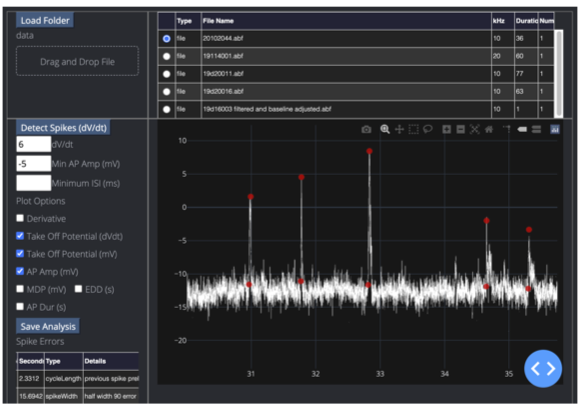 Load Folder
data
Drag and Drop File
Type File Name kHz Duratio Num
file 20102044.abf 10 36 1
file 19114001.abf 20 60 1
file 19d20011.abf 10 77 1
file 19d20016.abf 10 63 1
file 19d16003 filtered and baseline adjusted.abf 10 1 1
Detect Spikes (dV/dt)
6 dV/dt
-5 Min AP Amp (mV)
Minimum ISI (ms)
Plot Options
Derivative
Take Off Potential (dVdt)
Take Off Potential (mV)
AP Amp (mV)
MDP (mV) EDD (s)
AP Dur (s)
Save Analysis
Spike Errors
Second Type Details
2.3312 cycleLength previous spike prel
15.6942 spikeWidth half width 90 error
10
5
0
−5
−10
−15
−20
31 32 33 34 35